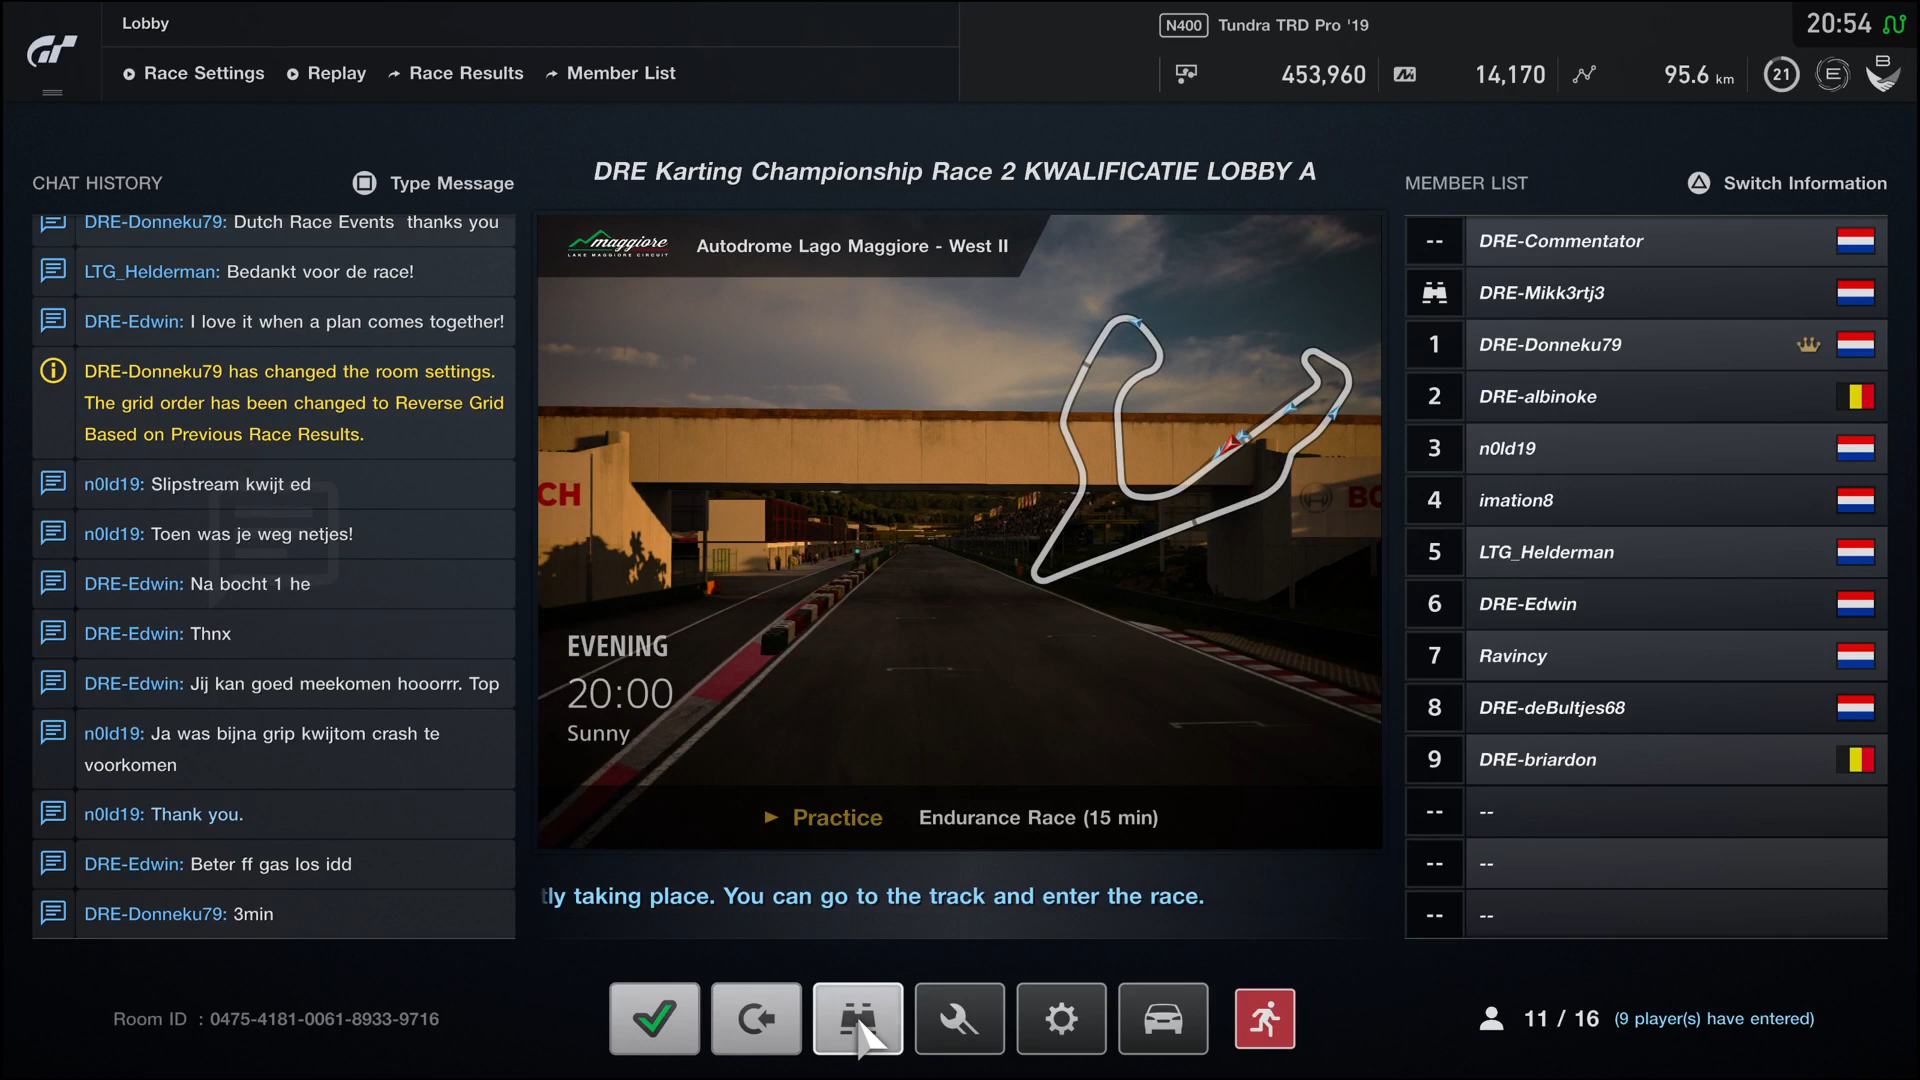 Lobby
Race Settings
Replay
Race Results
Member List
N400 Tundra TRD Pro '19
20:54
453,960
14,170
95.6 km
21
E
B
CHAT HISTORY
Type Message
DRE-Donneku79: Dutch Race Events thanks you
LTG_Helderman: Bedankt voor de race!
DRE-Edwin: I love it when a plan comes together!
DRE-Donneku79 has changed the room settings.
The grid order has been changed to Reverse Grid
Based on Previous Race Results.
n0ld19: Slipstream kwijt ed
n0ld19: Toen was je weg netjes!
DRE-Edwin: Na bocht 1 he
DRE-Edwin: Thnx
DRE-Edwin: Jij kan goed meekomen hooorrr. Top
n0ld19: Ja was bijna grip kwijtom crash te
voorkomen
n0ld19: Thank you.
DRE-Edwin: Beter ff gas los idd
DRE-Donneku79: 3min
DRE Karting Championship Race 2 KWALIFICATIE LOBBY A
maggiore
LAKE MAGGIORE CIRCUIT
Autodrome Lago Maggiore - West II
CH
BO
EVENING
20:00
Sunny
Practice Endurance Race (15 min)
tly taking place. You can go to the track and enter the race.
MEMBER LIST
Switch Information
-- DRE-Commentator
DRE-Mikk3rtj3
1 DRE-Donneku79
2 DRE-albinoke
3 n0ld19
4 imation8
5 LTG_Helderman
6 DRE-Edwin
7 Ravincy
8 DRE-deBultjes68
9 DRE-briardon
-- --
-- --
-- --
Room ID : 0475-4181-0061-8933-9716
11 / 16 (9 player(s) have entered)